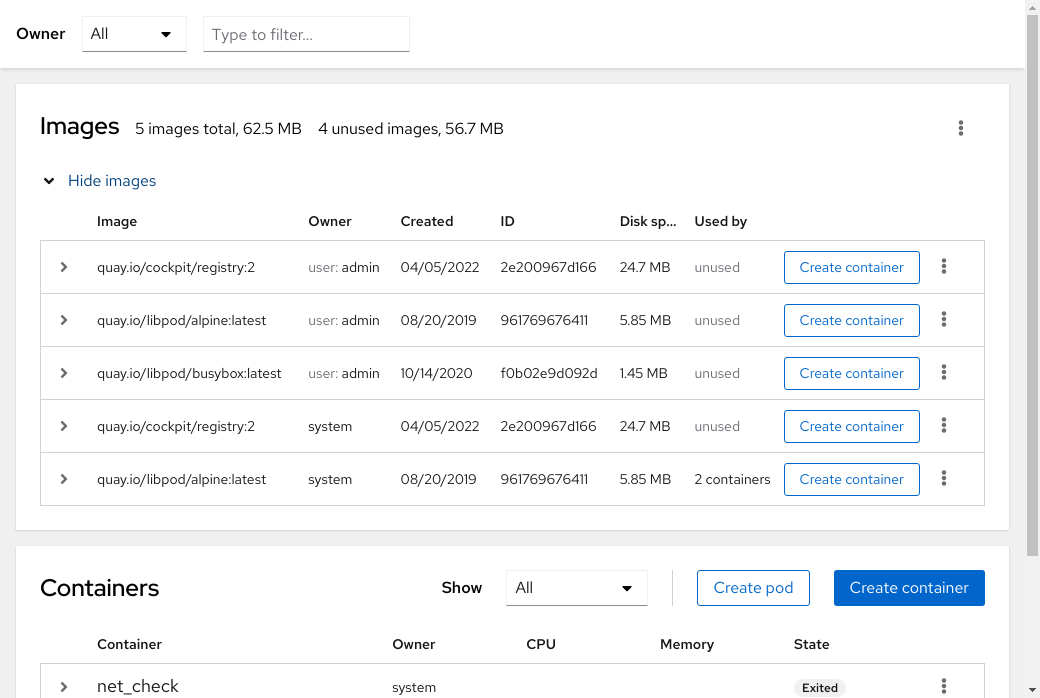 Owner All Type to filter...
Images 5 images total, 62.5 MB 4 unused images, 56.7 MB
Hide images
Image Owner Created ID Disk sp... Used by
quay.io/cockpit/registry:2 user: admin 04/05/2022 2e200967d166 24.7 MB unused Create container
quay.io/libpod/alpine:latest user: admin 08/20/2019 961769676411 5.85 MB unused Create container
quay.io/libpod/busybox:latest user: admin 10/14/2020 f0b02e9d092d 1.45 MB unused Create container
quay.io/cockpit/registry:2 system 04/05/2022 2e200967d166 24.7 MB unused Create container
quay.io/libpod/alpine:latest system 08/20/2019 961769676411 5.85 MB 2 containers Create container
Containers Show All Create pod Create container
Container Owner CPU Memory State
net_check system Exited